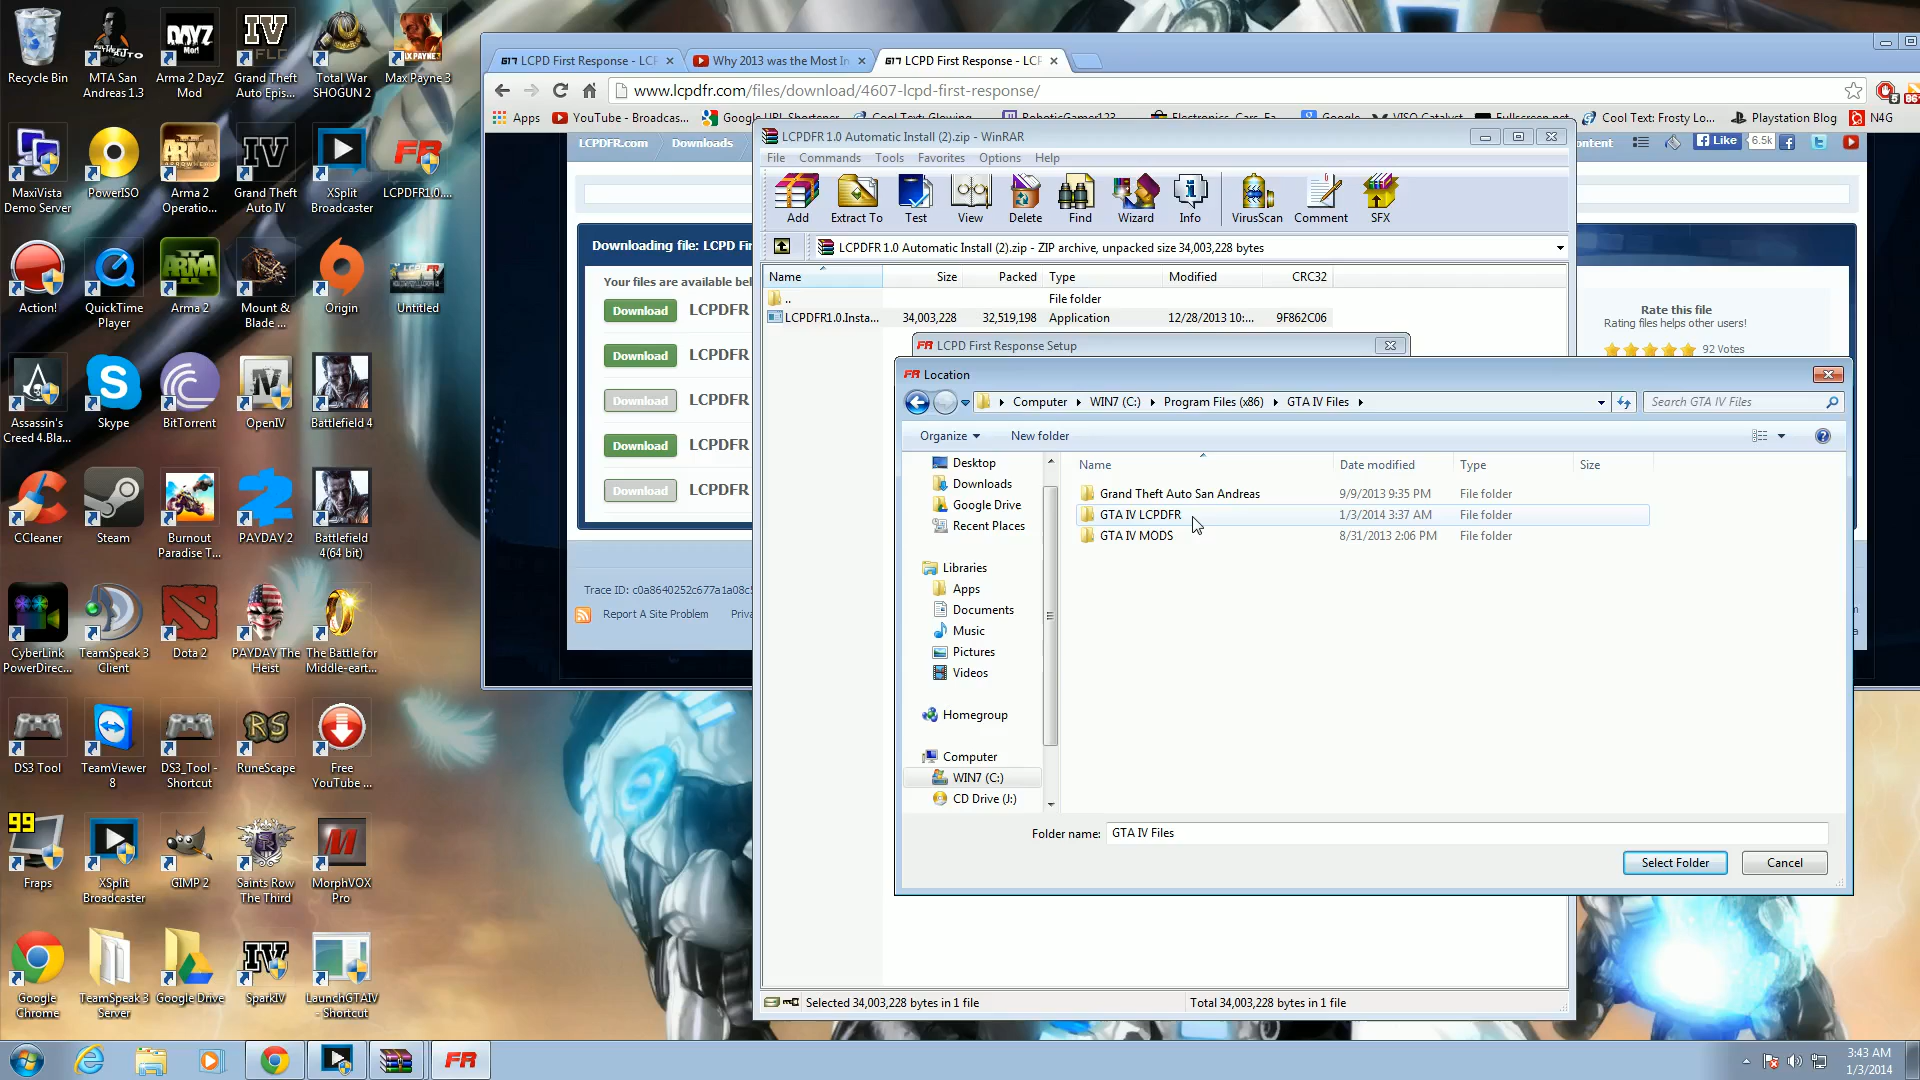 Recycle Bin
MTA San Andreas 1.3
Arma 2 DayZ Mod
Grand Theft Auto Epis...
Total War SHOGUN 2
Max Payne 3
MaxiVista Demo Server
PowerISO
Arma 2 Operatio...
Grand Theft Auto IV
XSplit Broadcaster
LCPDFR1.0....
Action!
QuickTime Player
Arma 2
Mount & Blade ...
Origin
Untitled
Assassin's Creed 4.Bla...
Skype
BitTorrent
OpenIV
Battlefield 4
CCleaner
Steam
Burnout Paradise T...
PAYDAY 2
Battlefield 4(64 bit)
CyberLink PowerDirec...
TeamSpeak 3 Client
Dota 2
PAYDAY The Heist
The Battle for Middle-eart...
DS3 Tool
TeamViewer 8
DS3_Tool - Shortcut
RuneScape
Free YouTube ...
99
Fraps
XSplit Broadcaster
GIMP 2
Saints Row The Third
MorphVOX Pro
Google Chrome
TeamSpeak 3 Server
Google Drive
SparkIV
LaunchGTAIV - Shortcut
LCPD First Response - LCP
Why 2013 was the Most In
LCPD First Response - LCF
www.lcpdfr.com/files/download/4607-lcpd-first-response/
Apps YouTube - Broadcas... Cool Text: Frosty Lo... Playstation Blog N4G
LCPDFR.com Downloads
Like 6.5k
Downloading file: LCPD Fir
Your files are available bel
Download LCPDFR
Download LCPDFR
Download LCPDFR
Download LCPDFR
Download LCPDFR
Trace ID: c0a8640252c677a1a08c
Report A Site Problem Priva
Rate this file
Rating files helps other users!
92 Votes
LCPDFR 1.0 Automatic Install (2).zip - WinRAR
File Commands Tools Favorites Options Help
Add Extract To Test View Delete Find Wizard Info VirusScan Comment SFX
LCPDFR 1.0 Automatic Install (2).zip - ZIP archive, unpacked size 34,003,228 bytes
Name Size Packed Type Modified CRC32
.. File folder
LCPDFR1.0.Insta... 34,003,228 32,519,198 Application 12/28/2013 10:... 9F862C06
FR LCPD First Response Setup
FR Location
Computer WIN7 (C:) Program Files (x86) GTA IV Files
Search GTA IV Files
Organize New folder
Name Date modified Type Size
Grand Theft Auto San Andreas 9/9/2013 9:35 PM File folder
GTA IV LCPDFR 1/3/2014 3:37 AM File folder
GTA IV MODS 8/31/2013 2:06 PM File folder
Desktop
Downloads
Google Drive
Recent Places
Libraries
Apps
Documents
Music
Pictures
Videos
Homegroup
Computer
WIN7 (C:)
CD Drive (J:)
Folder name: GTA IV Files
Select Folder Cancel
Selected 34,003,228 bytes in 1 file
Total 34,003,228 bytes in 1 file
FR
3:43 AM
1/3/2014